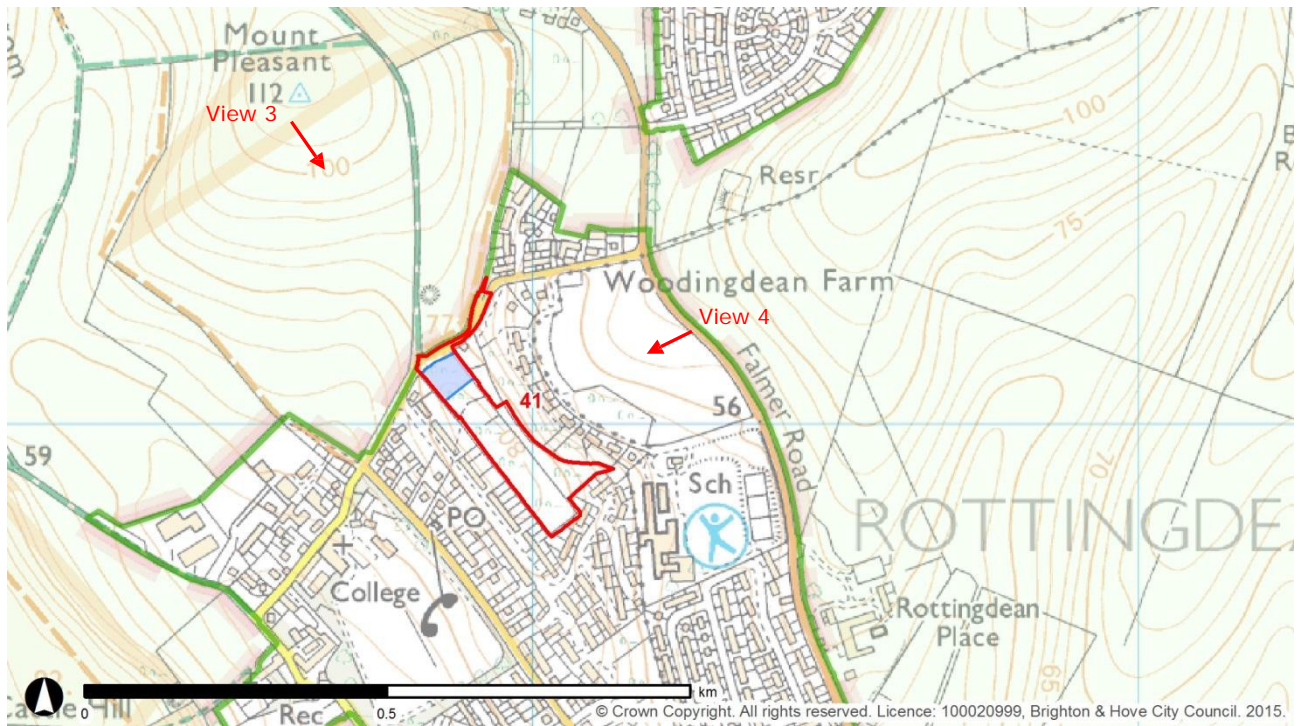 Mount
Pleasant
112
View 3
100
Resr
100
75
Woodingdean Farm
77
View 4
Falmer Road
41
56
80
59
70
Sch
PO
ROTTINGDEA
College
Rottingdean
Place
65
Rec
0
0.5
km
© Crown Copyright. All rights reserved. Licence: 100020999, Brighton & Hove City Council. 2015.